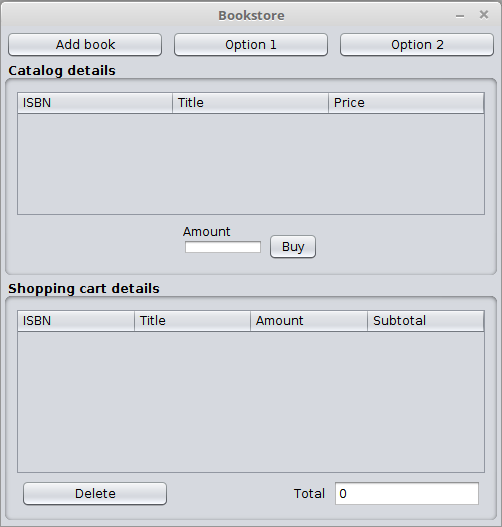 Bookstore
Add book Option 1 Option 2
Catalog details
ISBN Title Price
Amount
Buy
Shopping cart details
ISBN Title Amount Subtotal
Delete Total 0